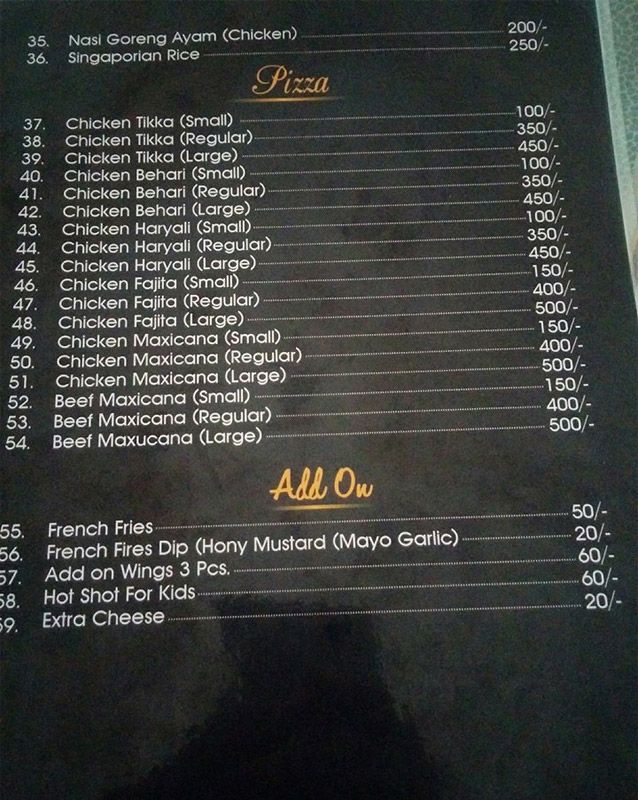 35. Nasi Goreng Ayam (Chicken) 200/-
36. Singaporian Rice 250/-
Pizza
37. Chicken Tikka (Small) 100/-
38. Chicken Tikka (Regular) 350/-
39. Chicken Tikka (Large) 450/-
40. Chicken Behari (Small) 100/-
41. Chicken Behari (Regular) 350/-
42. Chicken Behari (Large) 450/-
43. Chicken Haryali (Small) 100/-
44. Chicken Haryali (Regular) 350/-
45. Chicken Haryali (Large) 450/-
46. Chicken Fajita (Small) 150/-
47. Chicken Fajita (Regular) 400/-
48. Chicken Fajita (Large) 500/-
49. Chicken Maxicana (Small) 150/-
50. Chicken Maxicana (Regular) 400/-
51. Chicken Maxicana (Large) 500/-
52. Beef Maxicana (Small) 150/-
53. Beef Maxicana (Regular) 400/-
54. Beef Maxucana (Large) 500/-
Add On
55. French Fries 50/-
56. French Fires Dip (Hony Mustard (Mayo Garlic) 20/-
57. Add on Wings 3 Pcs. 60/-
58. Hot Shot For Kids 60/-
59. Extra Cheese 20/-